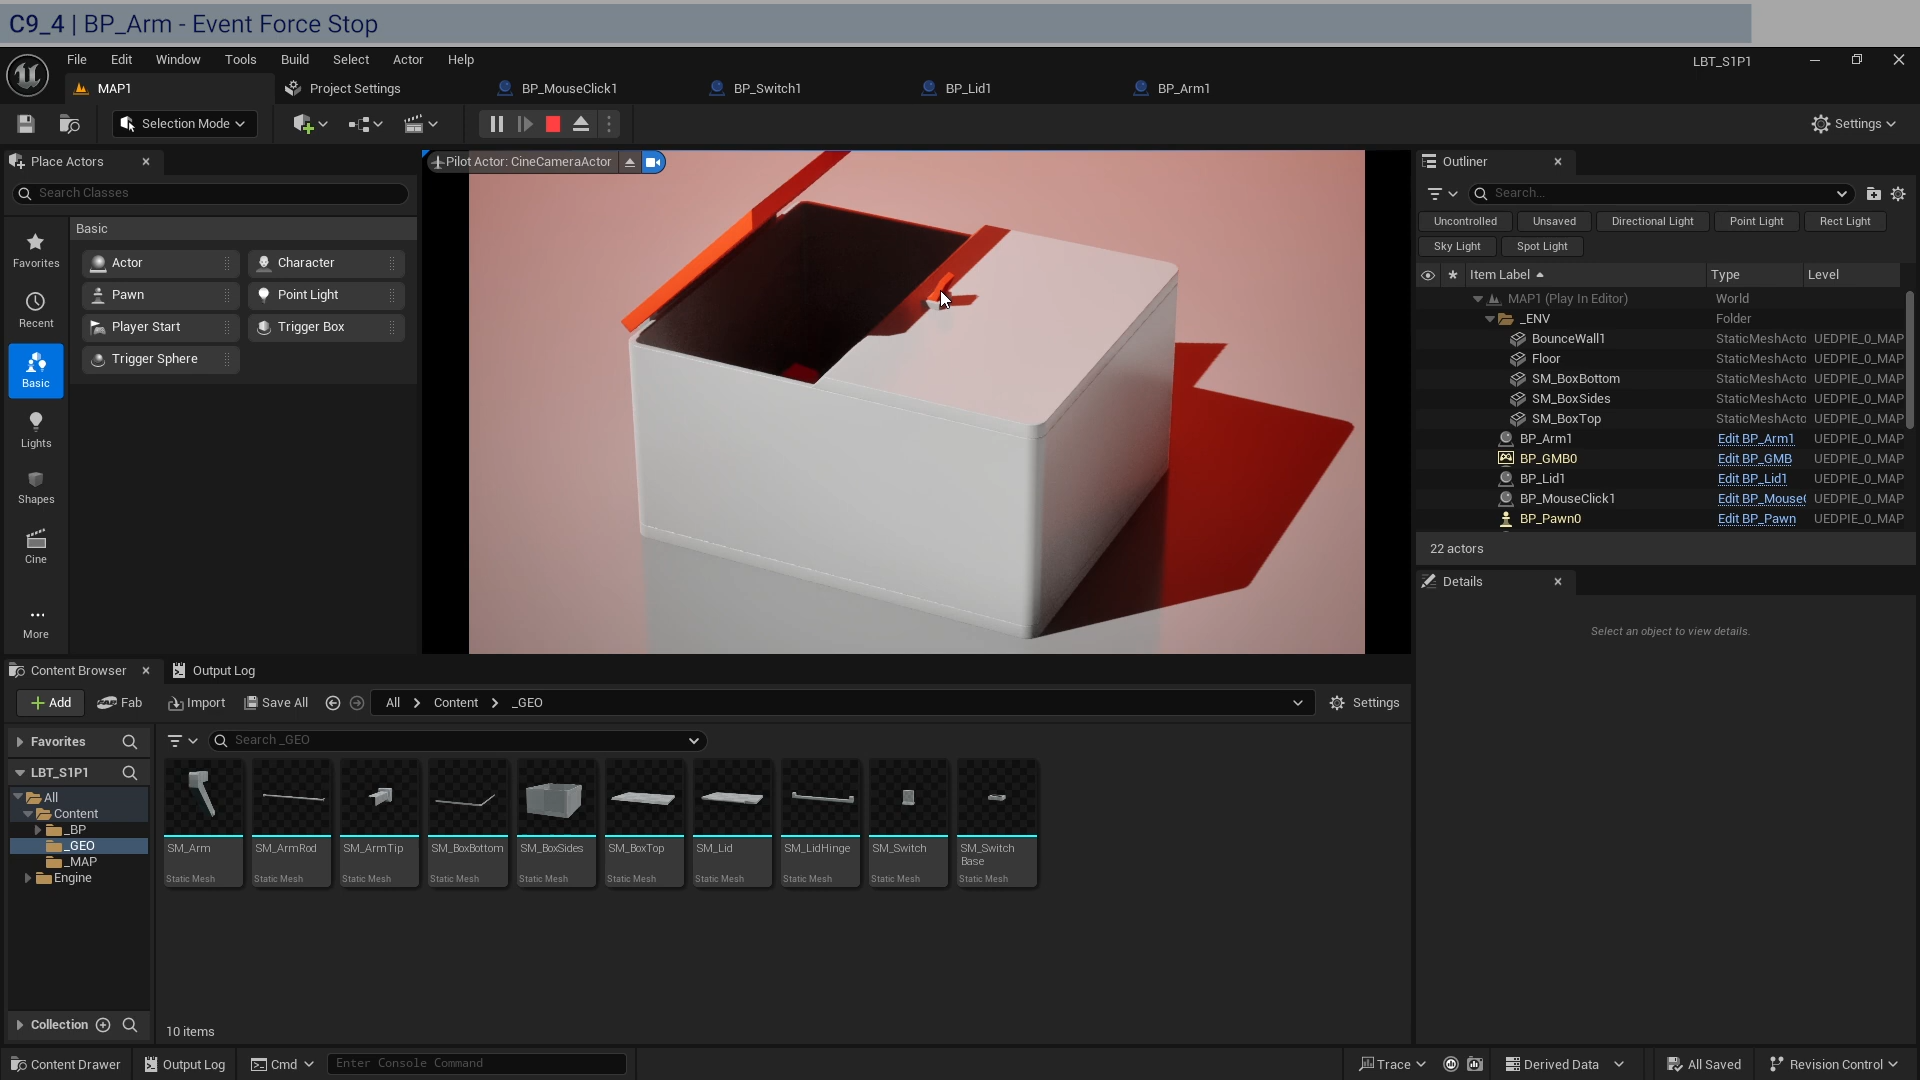 C9_4 | BP_Arm - Event Force Stop
File Edit Window Tools Build Select Actor Help
LBT_S1P1
MAP1 Project Settings BP_MouseClick1 BP_Switch1 BP_Lid1 BP_Arm1
Selection Mode
Settings
Place Actors
Search Classes
Basic
Favorites
Recent
Basic
Lights
Shapes
Cine
More
Actor Character
Pawn Point Light
Player Start Trigger Box
Trigger Sphere
Pilot Actor: CineCameraActor
Outliner
Search...
Uncontrolled Unsaved Directional Light Point Light Rect Light
Sky Light Spot Light
Item Label Type Level
MAP1 (Play In Editor) World
_ENV Folder
BounceWall1 StaticMeshActo UEDPIE_0_MAP
Floor StaticMeshActo UEDPIE_0_MAP
SM_BoxBottom StaticMeshActo UEDPIE_0_MAP
SM_BoxSides StaticMeshActo UEDPIE_0_MAP
SM_BoxTop StaticMeshActo UEDPIE_0_MAP
BP_Arm1 Edit BP_Arm1 UEDPIE_0_MAP
BP_GMB0 Edit BP_GMB UEDPIE_0_MAP
BP_Lid1 Edit BP_Lid1 UEDPIE_0_MAP
BP_MouseClick1 Edit BP_MouseC UEDPIE_0_MAP
BP_Pawn0 Edit BP_Pawn UEDPIE_0_MAP
22 actors
Details
Select an object to view details.
Content Browser Output Log
Add Fab Import Save All All Content _GEO Settings
Favorites
LBT_S1P1
All
Content
_BP
_GEO
_MAP
Engine
Collection
Search _GEO
SM_Arm SM_ArmRod SM_ArmTip SM_BoxBottom SM_BoxSides SM_BoxTop SM_Lid SM_LidHinge SM_Switch SM_Switch
Base
Static Mesh Static Mesh Static Mesh Static Mesh Static Mesh Static Mesh Static Mesh Static Mesh Static Mesh Static Mesh
10 items
Content Drawer Output Log Cmd Enter Console Command Trace Derived Data All Saved Revision Control